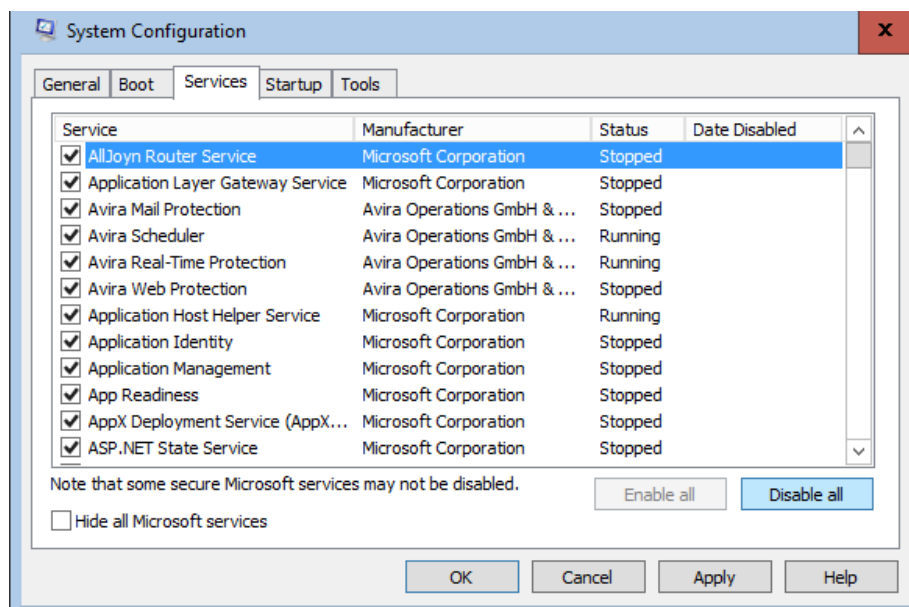 System Configuration
General Boot Services Startup Tools
Service Manufacturer Status Date Disabled
AllJoyn Router Service Microsoft Corporation Stopped
Application Layer Gateway Service Microsoft Corporation Stopped
Avira Mail Protection Avira Operations GmbH & ... Stopped
Avira Scheduler Avira Operations GmbH & ... Running
Avira Real-Time Protection Avira Operations GmbH & ... Running
Avira Web Protection Avira Operations GmbH & ... Stopped
Application Host Helper Service Microsoft Corporation Running
Application Identity Microsoft Corporation Stopped
Application Management Microsoft Corporation Stopped
App Readiness Microsoft Corporation Stopped
AppX Deployment Service (AppX... Microsoft Corporation Stopped
ASP.NET State Service Microsoft Corporation Stopped
Note that some secure Microsoft services may not be disabled.
Enable all Disable all
Hide all Microsoft services
OK Cancel Apply Help